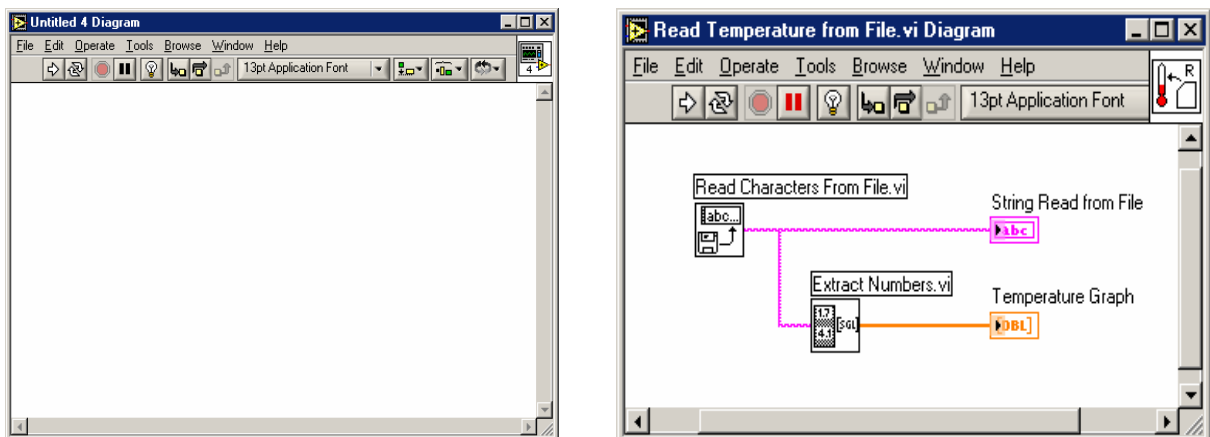 Untitled 4 Diagram
File Edit Operate Tools Browse Window Help
13pt Application Font
4
Read Temperature from File.vi Diagram
File Edit Operate Tools Browse Window Help
R
13pt Application Font
Read Characters From File.vi
abc...
String Read from File
abc
Extract Numbers.vi
1.7
4.1
[SGL]
Temperature Graph
[DBL]